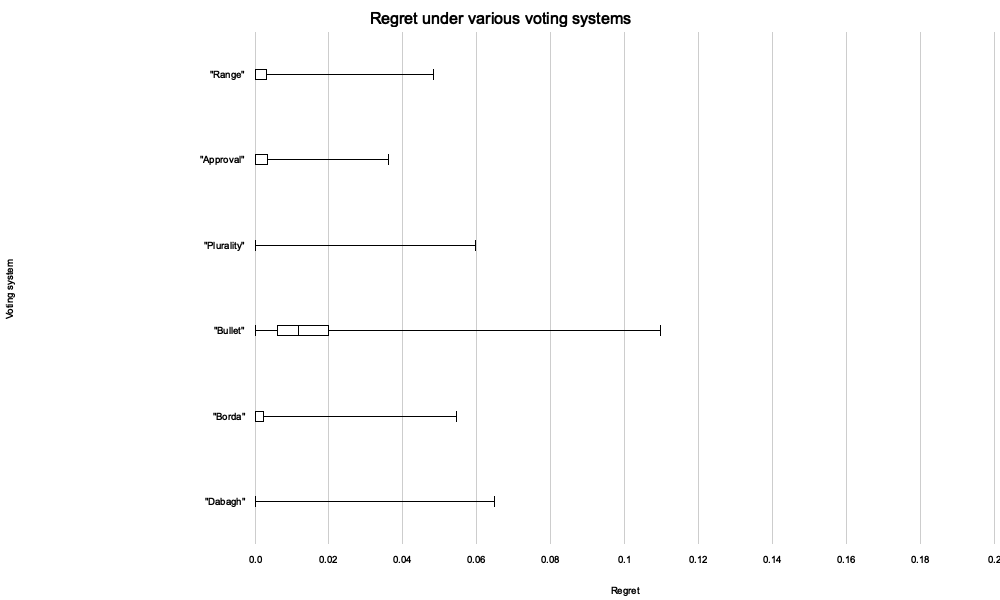 Regret under various voting systems
"Range"
"Approval"
"Plurality"
Voting system
"Bullet"
"Borda"
"Dabagh"
0.0 0.02 0.04 0.06 0.08 0.1 0.12 0.14 0.16 0.18 0.2
Regret